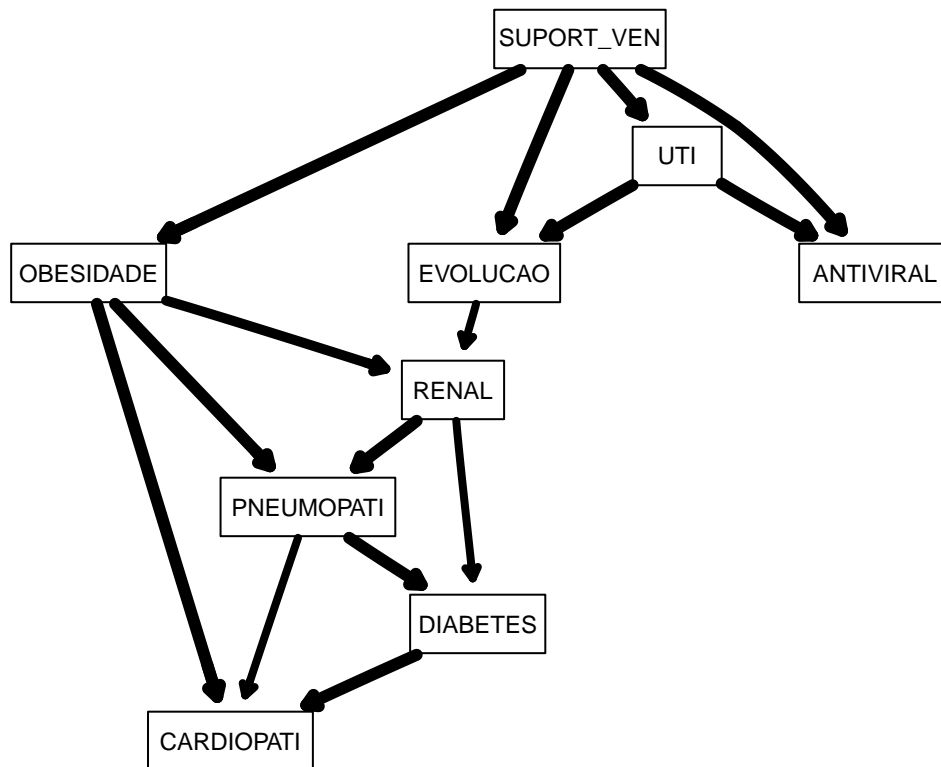 SUPORT_VEN
UTI
OBESIDADE
EVOLUCAO
ANTIVIRAL
RENAL
PNEUMOPATI
DIABETES
CARDIOPATI